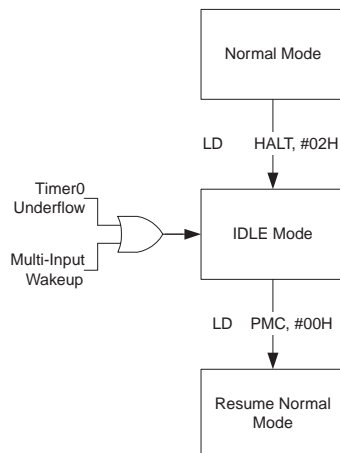 Normal Mode
LD HALT, #02H
Timer0
Underflow
IDLE Mode
Multi-Input
Wakeup
LD PMC, #00H
Resume Normal
Mode